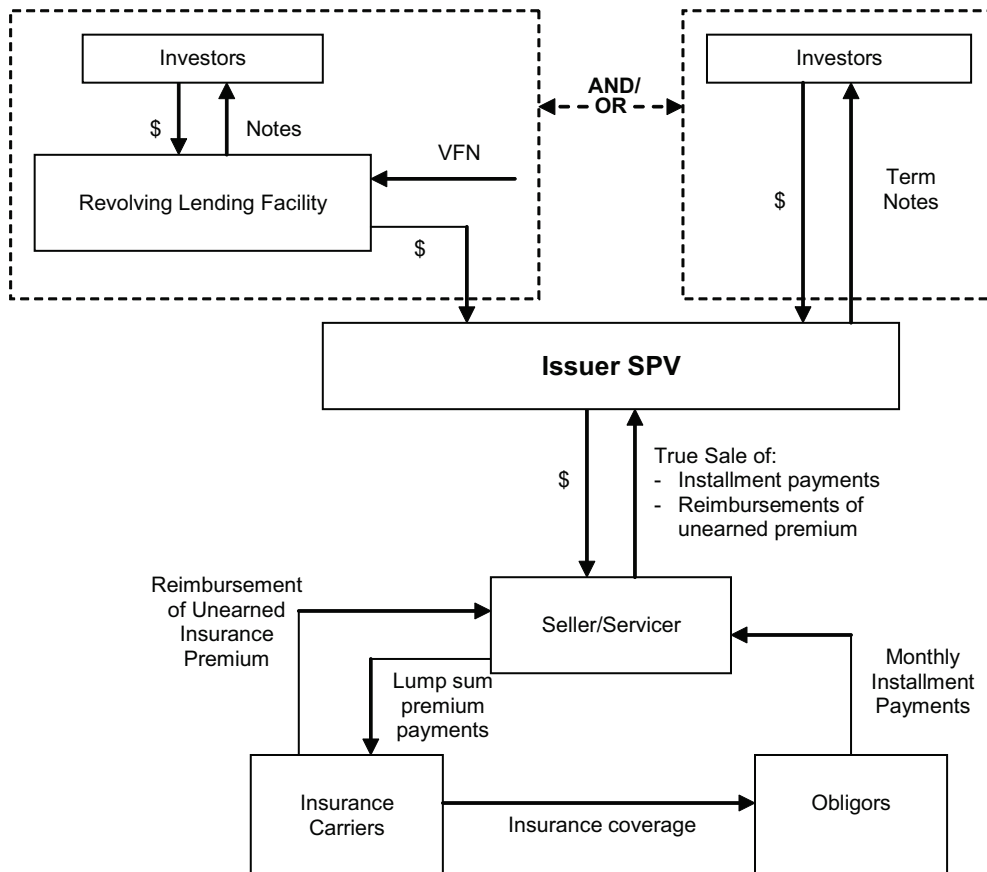 Investors
Investors
AND/
OR
$
Notes
VFN
Revolving Lending Facility
$
Term
Notes
$
Issuer SPV
$
True Sale of:
- Installment payments
- Reimbursements of
unearned premium
Reimbursement
of Unearned
Insurance
Premium
Seller/Servicer
Lump sum
premium
payments
Monthly
Installment
Payments
Insurance
Carriers
Insurance coverage
Obligors